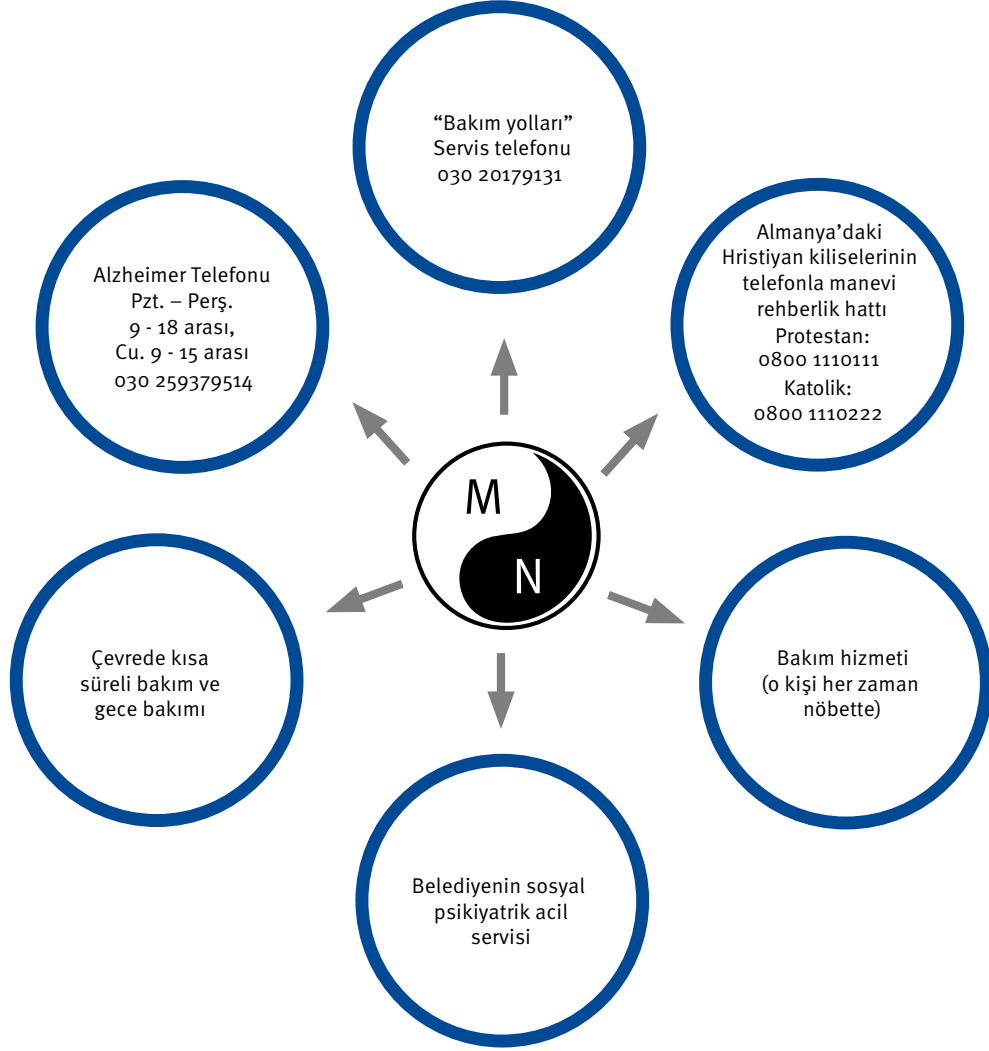 “Bakım yolları”
Servis telefonu
030 20179131
Alzheimer Telefonu
Pzt. – Perş.
9 - 18 arası,
Cu. 9 - 15 arası
030 259379514
Almanya’daki
Hristiyan kiliselerinin
telefonla manevi
rehberlik hattı
Protestan:
0800 1110111
Katolik:
0800 1110222
M
N
Çevrede kısa
süreli bakım ve
gece bakımı
Bakım hizmeti
(o kişi her zaman
nöbette)
Belediyenin sosyal
psikiyatrik acil
servisi